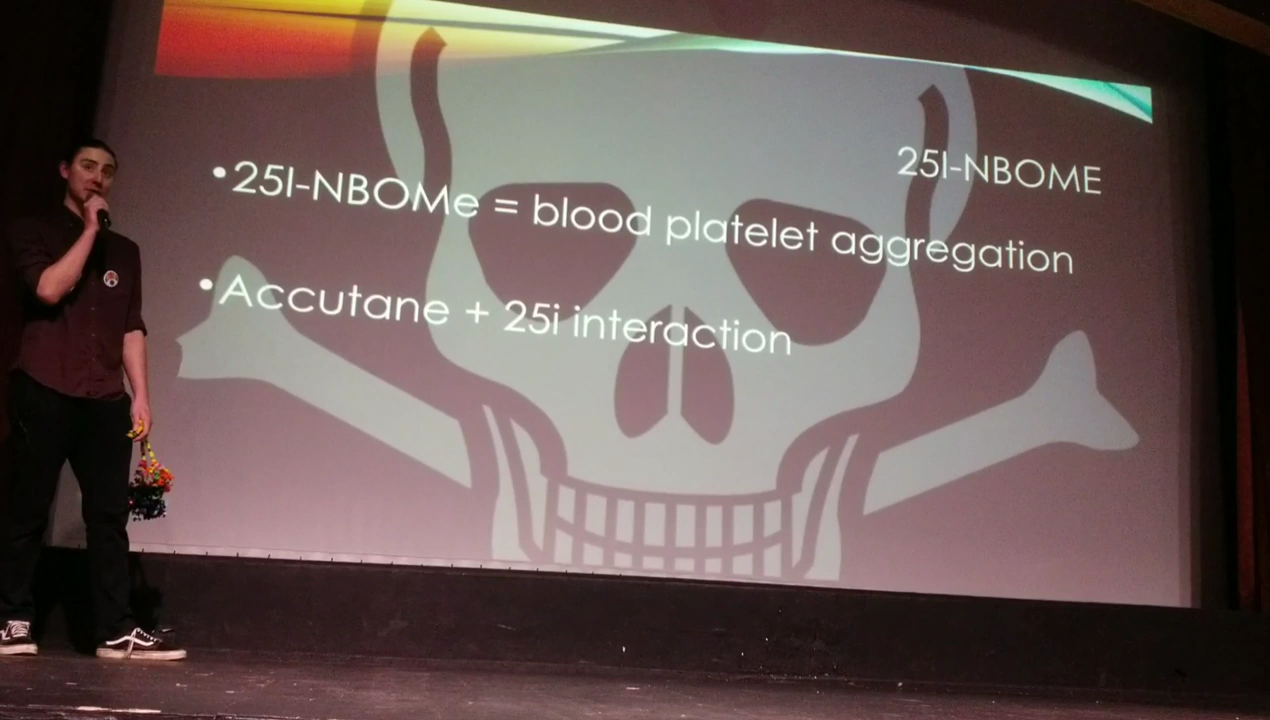 25I-NBOME
•25I-NBOMe = blood platelet aggregation
•Accutane + 25i interaction